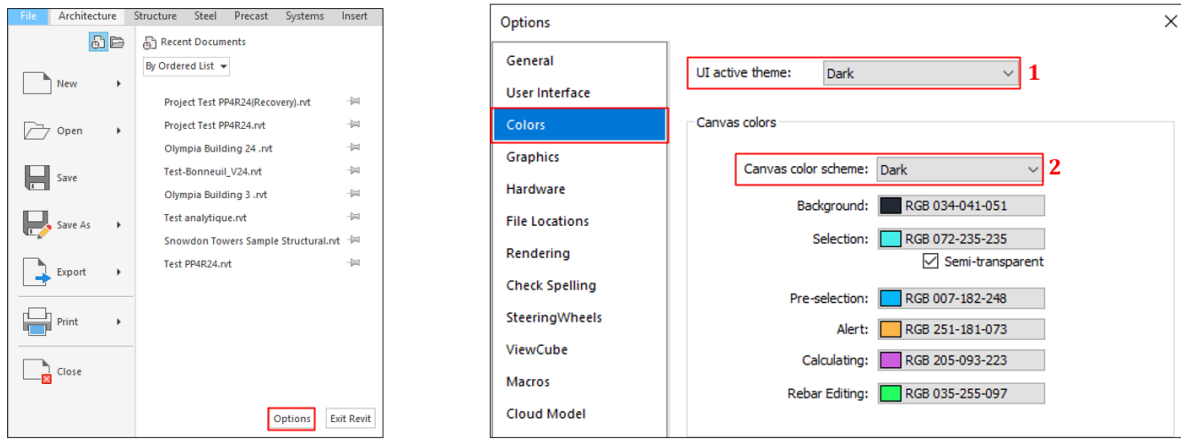 File Architecture Structure Steel Precast Systems Insert
Recent Documents
By Ordered List
New
Open
Save
Save As
Export
Print
Close
Project Test PP4R24(Recovery).rvt
Project Test PP4R24.rvt
Olympia Building 24 .rvt
Test-Bonneuil_V24.rvt
Olympia Building 3 .rvt
Test analytique.rvt
Snowdon Towers Sample Structural.rvt
Test PP4R24.rvt
Options Exit Revit
Options
General
User Interface
Colors
Graphics
Hardware
File Locations
Rendering
Check Spelling
SteeringWheels
ViewCube
Macros
Cloud Model
UI active theme: Dark 1
Canvas colors
Canvas color scheme: Dark 2
Background: RGB 034-041-051
Selection: RGB 072-235-235
Semi-transparent
Pre-selection: RGB 007-182-248
Alert: RGB 251-181-073
Calculating: RGB 205-093-223
Rebar Editing: RGB 035-255-097